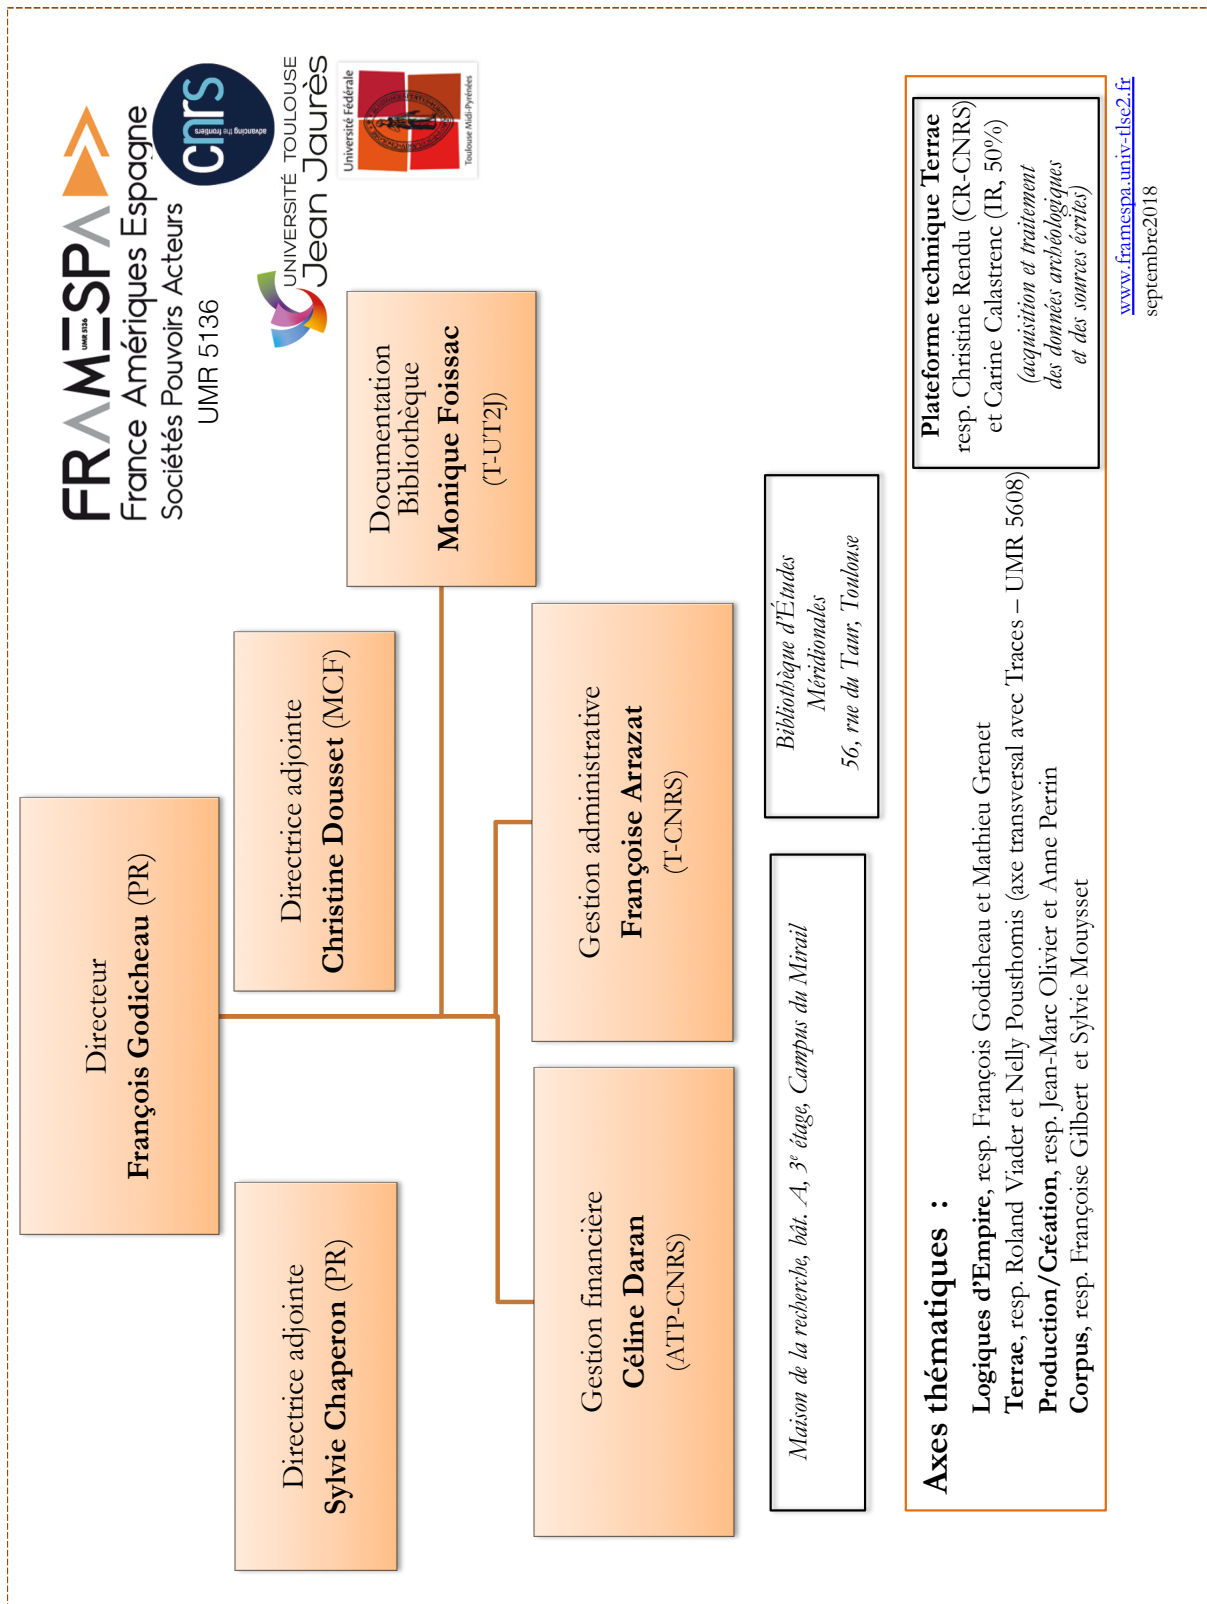 FRAMESPA
UMR 5136
France Amériques Espagne
Sociétés Pouvoirs Acteurs
UMR 5136
cnrs
advancing the frontiers
UNIVERSITÉ TOULOUSE
Jean Jaurès
Université Fédérale
Toulouse Midi-Pyrénées
Directeur
François Godicheau (PR)
Directrice adjointe
Sylvie Chaperon (PR)
Directrice adjointe
Christine Dousset (MCF)
Documentation
Bibliothèque
Monique Foissac
(T-UT2J)
Gestion financière
Céline Daran
(ATP-CNRS)
Gestion administrative
Françoise Arrazat
(T-CNRS)
Maison de la recherche, bât. A, 3e étage, Campus du Mirail
Bibliothèque d'Études
Méridionales
56, rue du Taur, Toulouse
Axes thématiques :
Logiques d'Empire, resp. François Godicheau et Mathieu Grenet
Terrae, resp. Roland Viader et Nelly Pousthomis (axe transversal avec Traces – UMR 5608)
Production/Création, resp. Jean-Marc Olivier et Anne Perrin
Corpus, resp. Françoise Gilbert et Sylvie Mouysset
Plateforme technique Terrae
resp. Christine Rendu (CR-CNRS)
et Carine Calastrenc (IR, 50%)
(acquisition et traitement
des données archéologiques
et des sources écrites)
www.framespa.univ-tlse2.fr
septembre2018